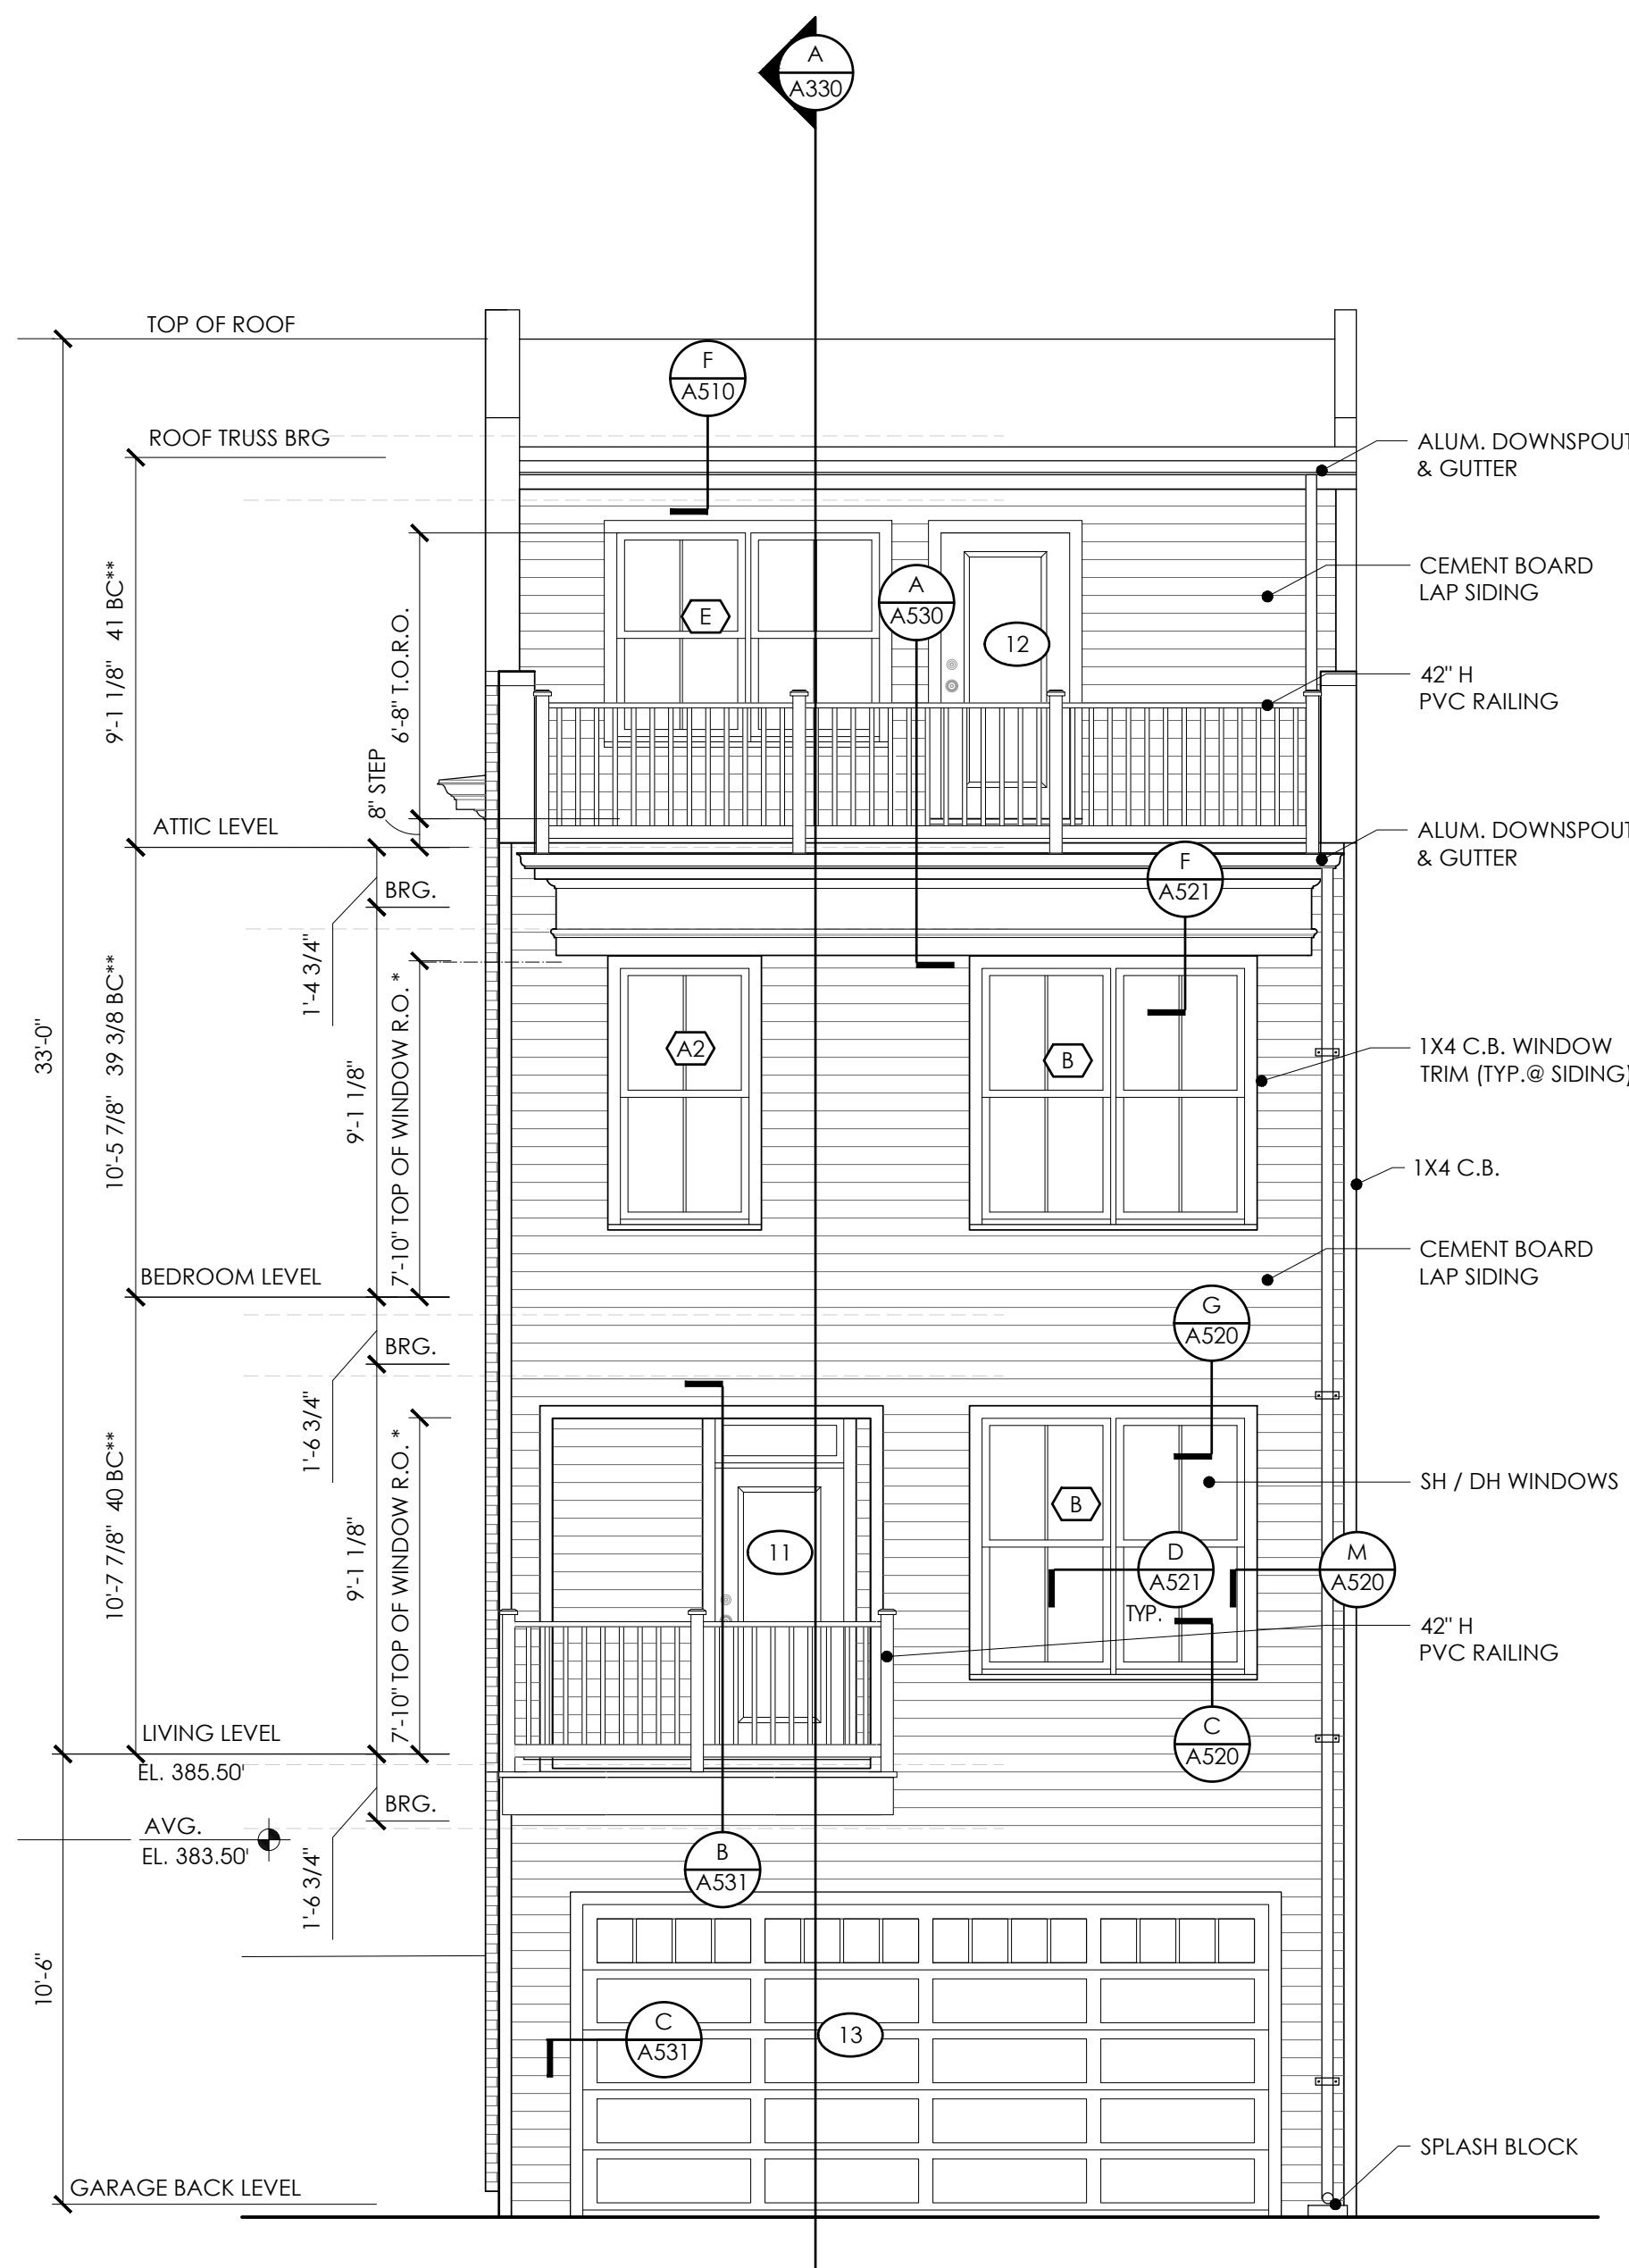 A
A330
TOP OF ROOF
F
A510
ROOF TRUSS BRG
ALUM. DOWNSPOUT
& GUTTER
CEMENT BOARD
LAP SIDING
9'-1 1/8"   41 BC**
6'-8" T.O.R.O.
E
A
A530
12
42" H
PVC RAILING
8" STEP
ATTIC LEVEL
ALUM. DOWNSPOUT
& GUTTER
BRG.
F
A521
1'-4 3/4"
33'-0"
10'-5 7/8"   39 3/8 BC**
9'-1 1/8"
7'-10" TOP OF WINDOW R.O. *
A2
B
1X4 C.B. WINDOW
TRIM (TYP.@ SIDING)
1X4 C.B.
CEMENT BOARD
LAP SIDING
BEDROOM LEVEL
G
A520
BRG.
1'-6 3/4"
10'-7 7/8"   40 BC**
9'-1 1/8"
7'-10" TOP OF WINDOW R.O. *
SH / DH WINDOWS
B
11
D
A521
M
A520
TYP.
42" H
PVC RAILING
LIVING LEVEL
EL. 385.50'
C
A520
BRG.
AVG.
EL. 383.50'
1'-6 3/4"
B
A531
10'-6"
C
A531
13
SPLASH BLOCK
GARAGE BACK LEVEL